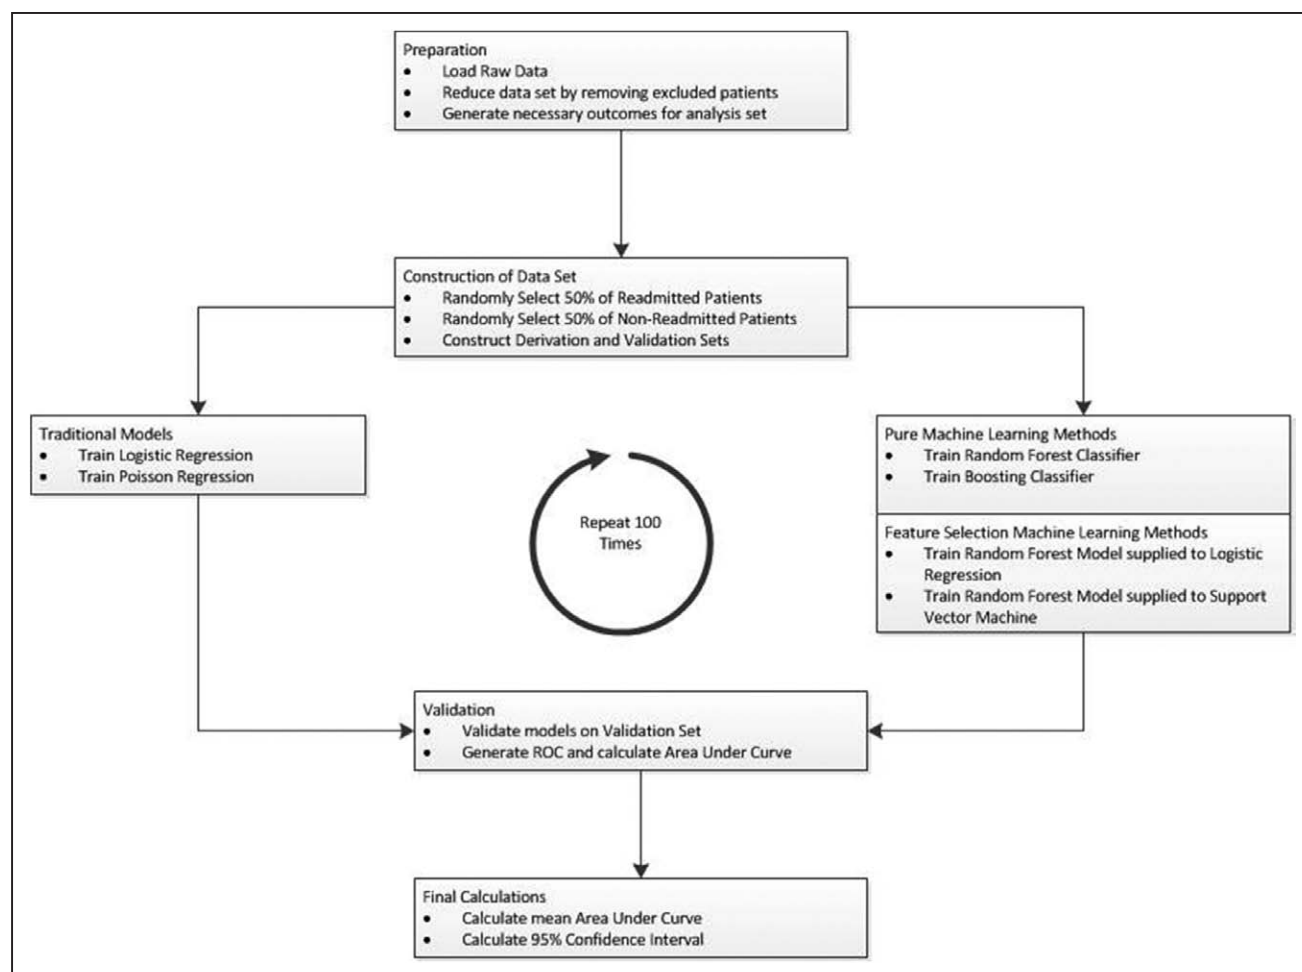 Preparation
• Load Raw Data
• Reduce data set by removing excluded patients
• Generate necessary outcomes for analysis set
Construction of Data Set
• Randomly Select 50% of Readmitted Patients
• Randomly Select 50% of Non-Readmitted Patients
• Construct Derivation and Validation Sets
Traditional Models
• Train Logistic Regression
• Train Poisson Regression
Pure Machine Learning Methods
• Train Random Forest Classifier
• Train Boosting Classifier
Feature Selection Machine Learning Methods
• Train Random Forest Model supplied to Logistic
Regression
• Train Random Forest Model supplied to Support
Vector Machine
Repeat 100
Times
Validation
• Validate models on Validation Set
• Generate ROC and calculate Area Under Curve
Final Calculations
• Calculate mean Area Under Curve
• Calculate 95% Confidence Interval